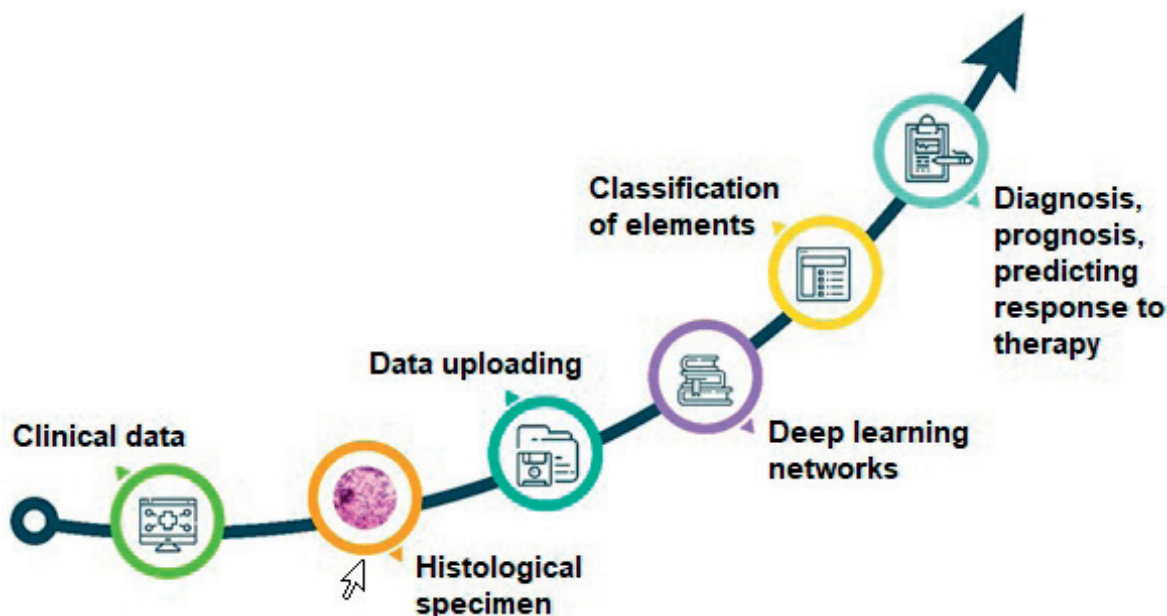 Clinical data
Histological
specimen
Data uploading
Deep learning
networks
Classification
of elements
Diagnosis,
prognosis,
predicting
response to
therapy